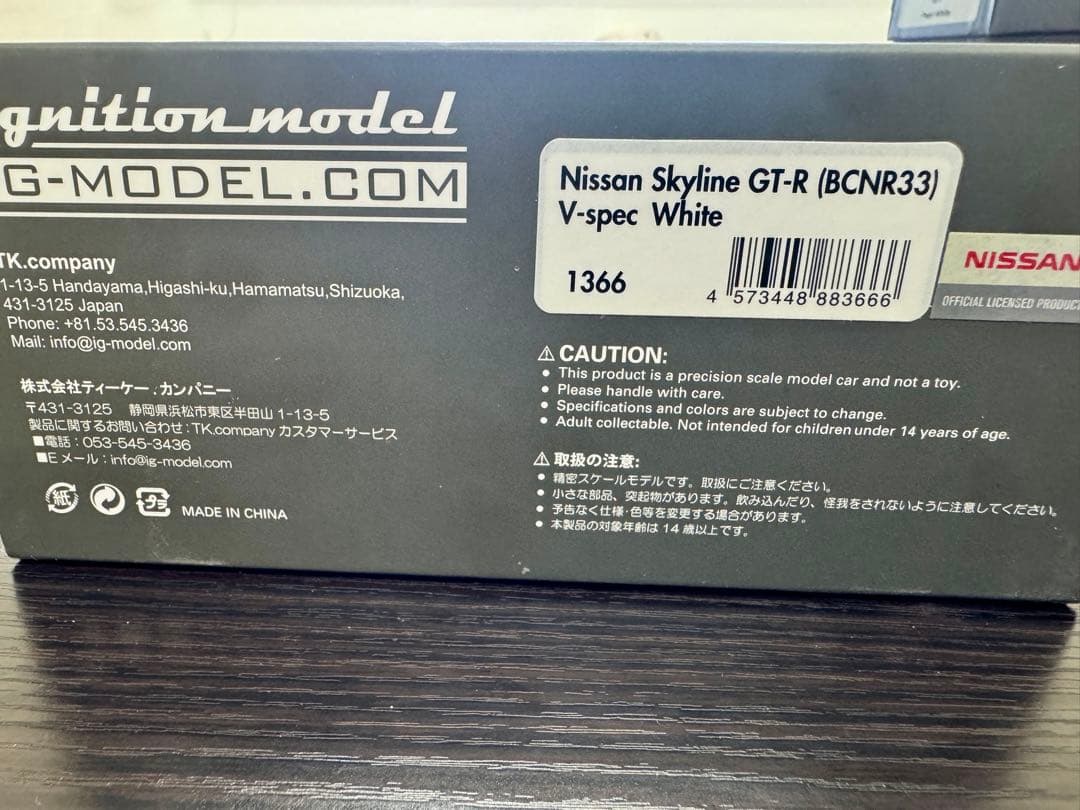 gnition model
G-MODEL.COM
TK.company
1-13-5 Handayama,Higashi-ku,Hamamatsu,Shizuoka,
431-3125 Japan
Phone: +81.53.545.3436
Mail: info@ig-model.com
株式会社ティーケー.カンパニー
〒431-3125 静岡県浜松市東区半田山 1-13-5
製品に関するお問い合わせ:TK.company カスタマーサービス
■電話:053-545-3436
■Eメール:info@ig-model.com
紙
プラ
MADE IN CHINA
Nissan Skyline GT-R (BCNR33)
V-spec White
1366
4 573448 883666
NISSAN
OFFICIAL LICENSED PRODUCT
⚠ CAUTION:
● This product is a precision scale model car and not a toy.
● Please handle with care.
● Specifications and colors are subject to change.
● Adult collectable. Not intended for children under 14 years of age.
⚠ 取扱の注意:
● 精密スケールモデルです。取扱にご注意ください。
● 小さな部品、突起物があります。飲み込んだり、怪我をされないように注意してください。
● 予告なく仕様・色等を変更する場合があります。
● 本製品の対象年齢は 14 歳以上です。